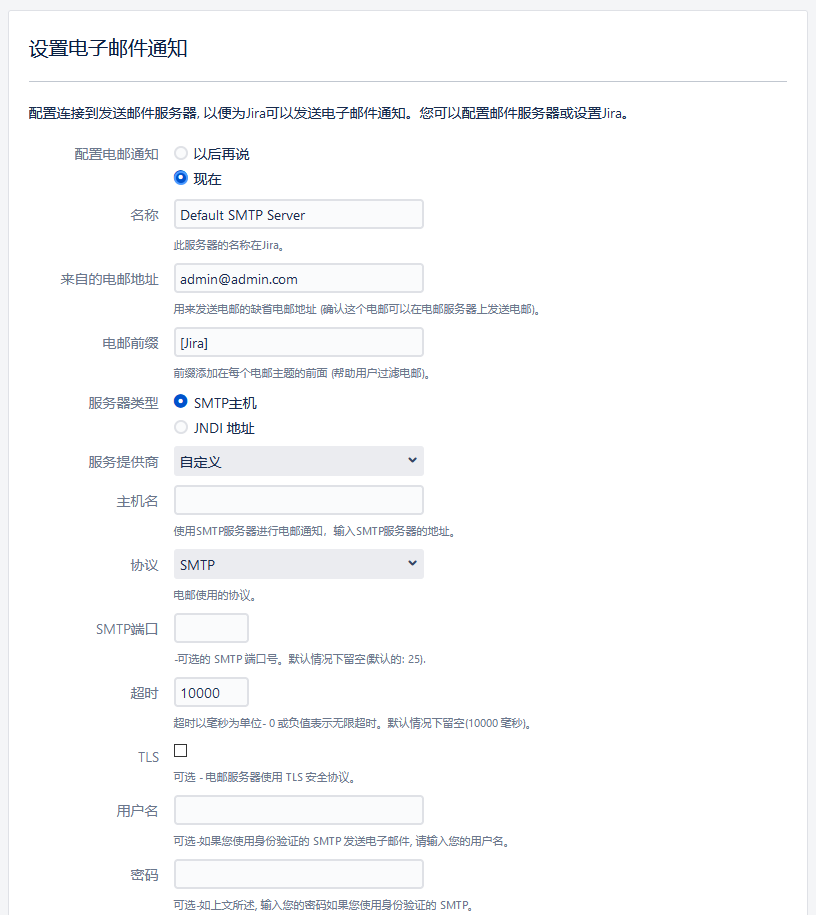 设置电子邮件通知
配置连接到发送邮件服务器, 以便为Jira可以发送电子邮件通知。您可以配置邮件服务器或设置Jira。
配置电邮通知 以后再说
现在
名称 Default SMTP Server
此服务器的名称在Jira。
来自的电邮地址 admin@admin.com
用来发送电邮的缺省电邮地址 (确认这个电邮可以在电邮服务器上发送电邮)。
电邮前缀 [Jira]
前缀添加在每个电邮主题的前面 (帮助用户过滤电邮)。
服务器类型 SMTP主机
JNDI 地址
服务提供商 自定义
主机名
使用SMTP服务器进行电邮通知，输入SMTP服务器的地址。
协议 SMTP
电邮使用的协议。
SMTP端口
-可选的 SMTP 端口号。默认情况下留空(默认的: 25).
超时 10000
超时以毫秒为单位- 0 或负值表示无限超时。默认情况下留空(10000 毫秒)。
TLS
可选 - 电邮服务器使用 TLS 安全协议。
用户名
可选-如果您使用身份验证的 SMTP 发送电子邮件, 请输入您的用户名。
密码
可选-如上文所述, 输入您的密码如果您使用身份验证的 SMTP。